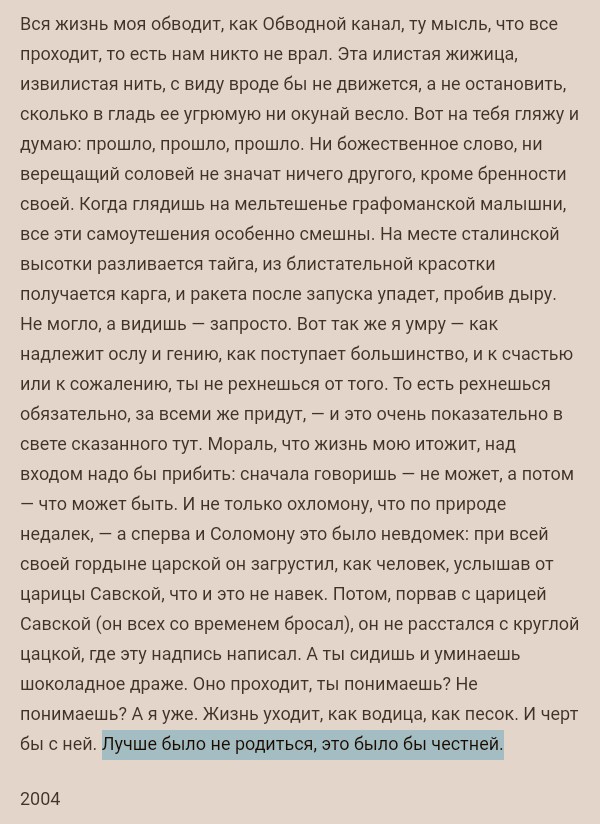 Вся жизнь моя обводит, как Обводной канал, ту мысль, что все
проходит, то есть нам никто не врал. Эта илистая жижица,
извилистая нить, с виду вроде бы не движется, а не остановить,
сколько в гладь ее угрюмую ни окунай весло. Вот на тебя гляжу и
думаю: прошло, прошло, прошло. Ни божественное слово, ни
верещащий соловей не значат ничего другого, кроме бренности
своей. Когда глядишь на мельтешенье графоманской малышни,
все эти самоутешения особенно смешны. На месте сталинской
высотки разливается тайга, из блистательной красотки
получается карга, и ракета после запуска упадет, пробив дыру.
Не могло, а видишь — запросто. Вот так же я умру — как
надлежит ослу и гению, как поступает большинство, и к счастью
или к сожалению, ты не рехнешься от того. То есть рехнешься
обязательно, за всеми же придут, — и это очень показательно в
свете сказанного тут. Мораль, что жизнь мою итожит, над
входом надо бы прибить: сначала говоришь — не может, а потом
— что может быть. И не только охломону, что по природе
недалек, — а сперва и Соломону это было невдомек: при всей
своей гордыне царской он загрустил, как человек, услышав от
царицы Савской, что и это не навек. Потом, порвав с царицей
Савской (он всех со временем бросал), он не расстался с круглой
цацкой, где эту надпись написал. А ты сидишь и уминаешь
шоколадное драже. Оно проходит, ты понимаешь? Не
понимаешь? А я уже. Жизнь уходит, как водица, как песок. И черт
бы с ней. Лучше было не родиться, это было бы честней.
2004